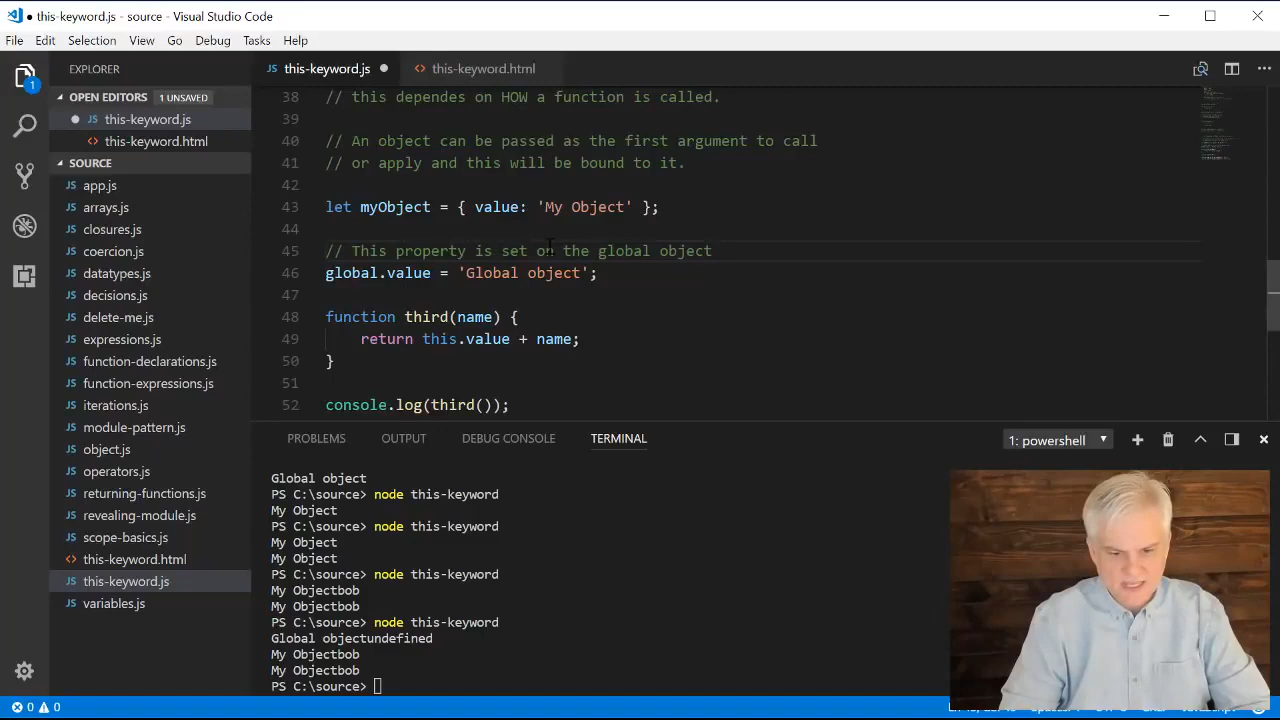 this-keyword.js - source - Visual Studio Code
File Edit Selection View Go Debug Tasks Help
EXPLORER
OPEN EDITORS 1 UNSAVED
JS this-keyword.js
<> this-keyword.html
SOURCE
JS app.js
JS arrays.js
JS closures.js
JS coercion.js
JS datatypes.js
JS decisions.js
JS delete-me.js
JS expressions.js
JS function-declarations.js
JS function-expressions.js
JS iterations.js
JS module-pattern.js
JS object.js
JS operators.js
JS returning-functions.js
JS revealing-module.js
JS scope-basics.js
<> this-keyword.html
JS this-keyword.js
JS variables.js
1
JS this-keyword.js
<> this-keyword.html
38 // this dependes on HOW a function is called.
39
40 // An object can be passed as the first argument to call
41 // or apply and this will be bound to it.
42
43 let myObject = { value: 'My Object' };
44
45 // This property is set on the global object
46 global.value = 'Global object';
47
48 function third(name) {
49 return this.value + name;
50 }
51
52 console.log(third());
PROBLEMS OUTPUT DEBUG CONSOLE TERMINAL
1: powershell
Global object
PS C:\source> node this-keyword
My Object
PS C:\source> node this-keyword
My Object
My Object
PS C:\source> node this-keyword
My Objectbob
My Objectbob
PS C:\source> node this-keyword
Global objectundefined
My Objectbob
My Objectbob
PS C:\source>
0 0